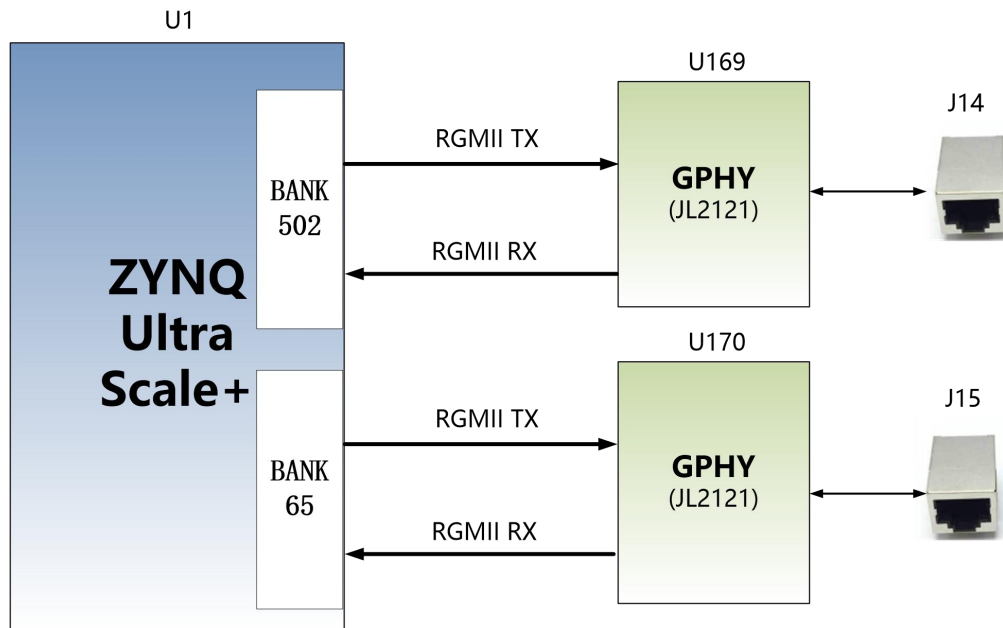 U1
ZYNQ
Ultra
Scale+
BANK
502
RGMII TX
RGMII RX
U169
GPHY
(JL2121)
J14
BANK
65
RGMII TX
RGMII RX
U170
GPHY
(JL2121)
J15